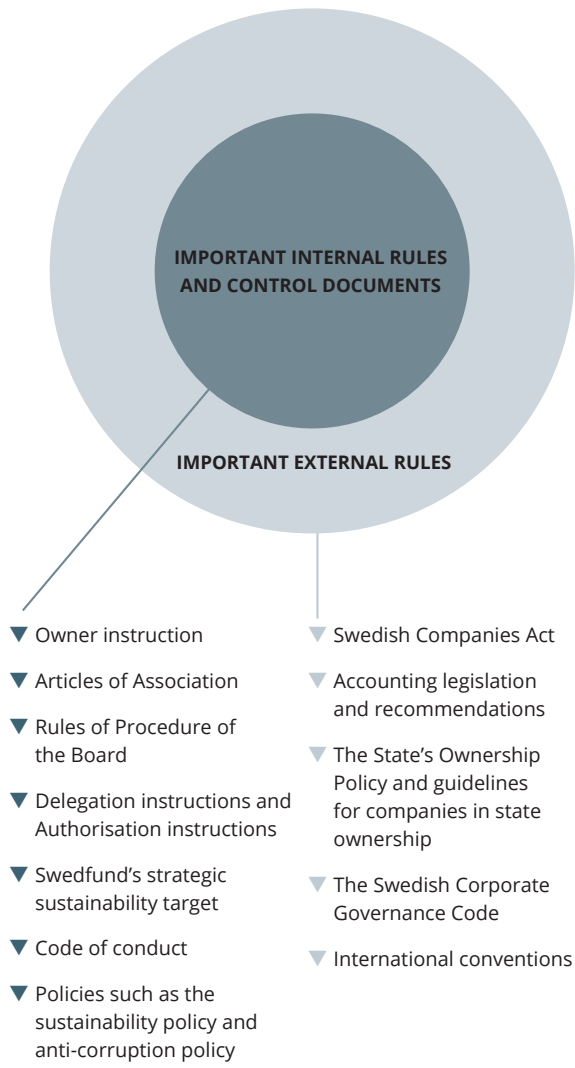 IMPORTANT INTERNAL RULES
AND CONTROL DOCUMENTS
IMPORTANT EXTERNAL RULES
Owner instruction
Articles of Association
Rules of Procedure of
the Board
Delegation instructions and
Authorisation instructions
Swedfund’s strategic
sustainability target
Code of conduct
Policies such as the
sustainability policy and
anti-corruption policy
Swedish Companies Act
Accounting legislation
and recommendations
The State’s Ownership
Policy and guidelines
for companies in state
ownership
The Swedish Corporate
Governance Code
International conventions